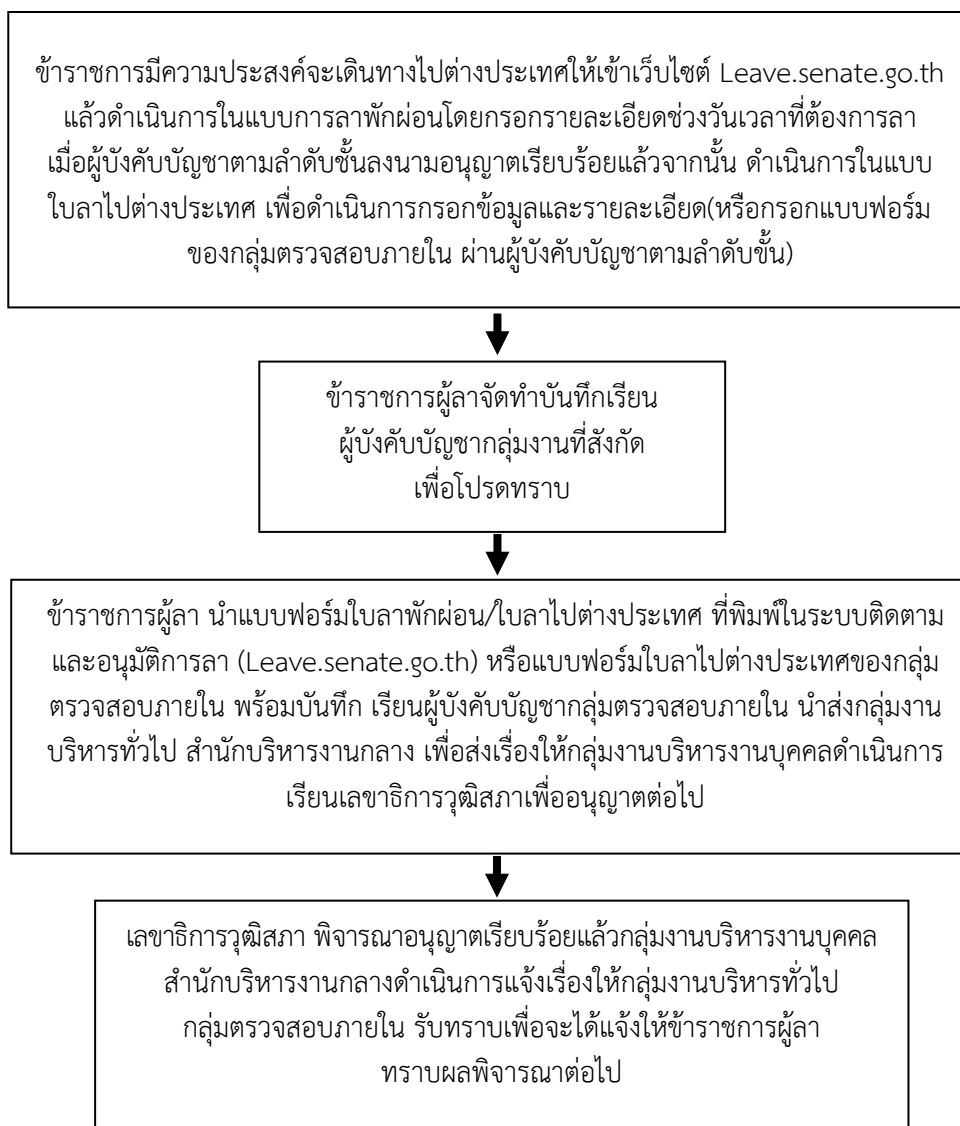 ข้าราชการมีความประสงค์จะเดินทางไปต่างประเทศให้เข้าเว็บไซต์ Leave.senate.go.th
แล้วดำเนินการในแบบการลาพักผ่อนโดยกรอกรายละเอียดช่วงวันเวลาที่ต้องการลา
เมื่อผู้บังคับบัญชาตามลำดับชั้นลงนามอนุญาตเรียบร้อยแล้วจากนั้น ดำเนินการในแบบ
ใบลาไปต่างประเทศ เพื่อดำเนินการกรอกข้อมูลและรายละเอียด(หรือกรอกแบบฟอร์ม
ของกลุ่มตรวจสอบภายใน ผ่านผู้บังคับบัญชาตามลำดับขั้น)
ข้าราชการผู้ลาจัดทำบันทึกเรียน
ผู้บังคับบัญชากลุ่มงานที่สังกัด
เพื่อโปรดทราบ
ข้าราชการผู้ลา นำแบบฟอร์มใบลาพักผ่อน/ใบลาไปต่างประเทศ ที่พิมพ์ในระบบติดตาม
และอนุมัติการลา (Leave.senate.go.th) หรือแบบฟอร์มใบลาไปต่างประเทศของกลุ่ม
ตรวจสอบภายใน พร้อมบันทึก เรียนผู้บังคับบัญชากลุ่มตรวจสอบภายใน นำส่งกลุ่มงาน
บริหารทั่วไป สำนักบริหารงานกลาง เพื่อส่งเรื่องให้กลุ่มงานบริหารงานบุคคลดำเนินการ
เรียนเลขาธิการวุฒิสภาเพื่ออนุญาตต่อไป
เลขาธิการวุฒิสภา พิจารณาอนุญาตเรียบร้อยแล้วกลุ่มงานบริหารงานบุคคล
สำนักบริหารงานกลางดำเนินการแจ้งเรื่องให้กลุ่มงานบริหารทั่วไป
กลุ่มตรวจสอบภายใน รับทราบเพื่อจะได้แจ้งให้ข้าราชการผู้ลา
ทราบผลพิจารณาต่อไป